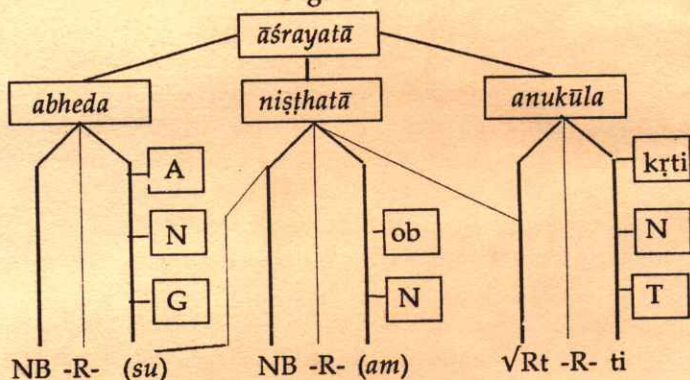 āśrayatā
abheda niṣṭhatā anukūla
A kṛti
N ob N
G N T
NB -R- (su) NB -R- (am) √Rt -R- ti